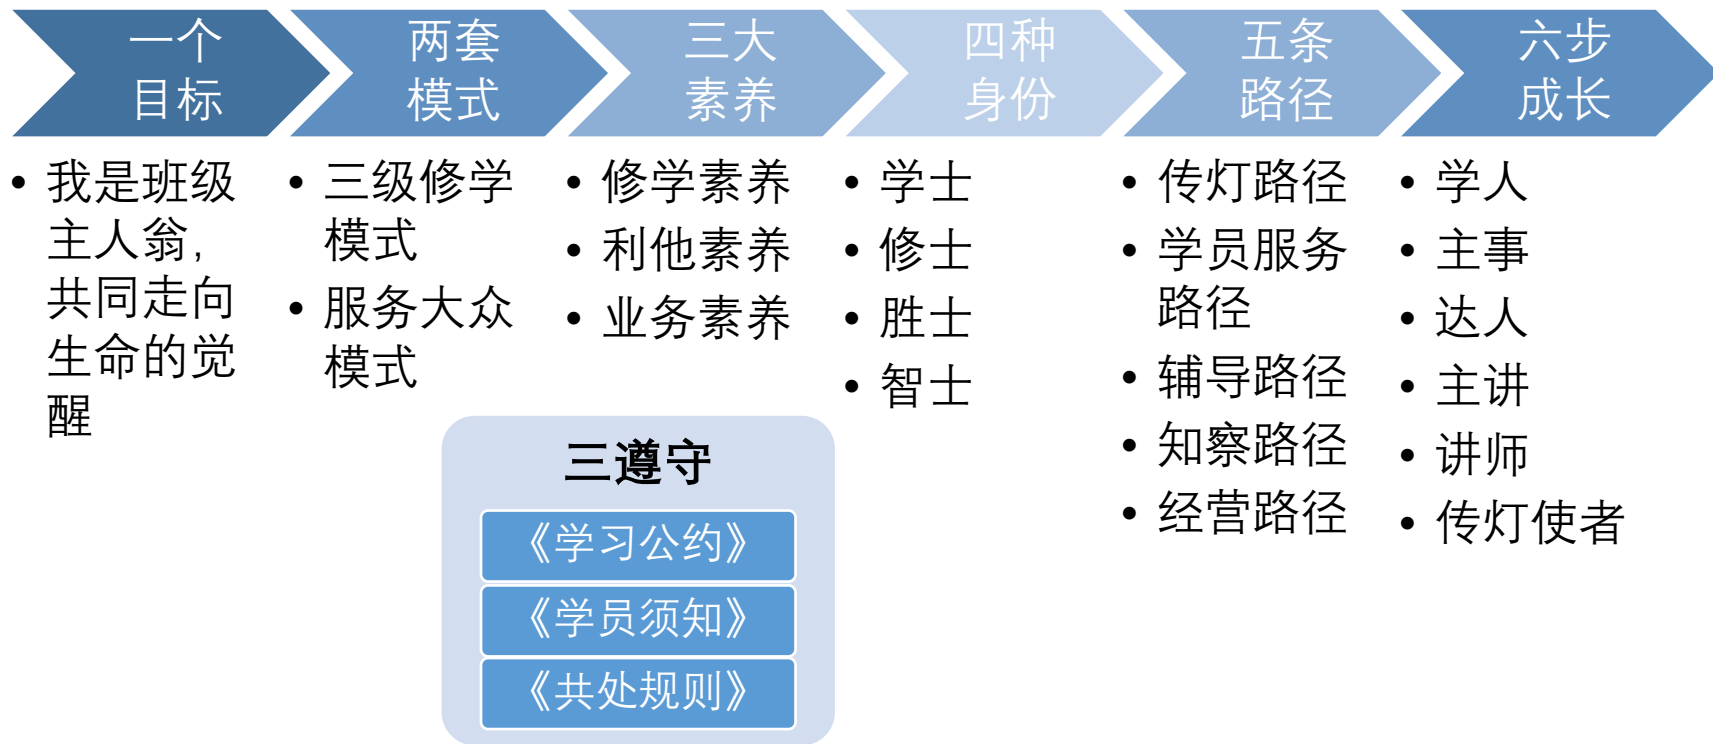 一个
目标
两套
模式
三大
素养
四种
身份
五条
路径
六步
成长
• 我是班级
主人翁，
共同走向
生命的觉
醒
• 三级修学
模式
• 服务大众
模式
• 修学素养
• 利他素养
• 业务素养
• 学士
• 修士
• 胜士
• 智士
• 传灯路径
• 学员服务
路径
• 辅导路径
• 知察路径
• 经营路径
• 学人
• 主事
• 达人
• 主讲
• 讲师
• 传灯使者
三遵守
《学习公约》
《学员须知》
《共处规则》